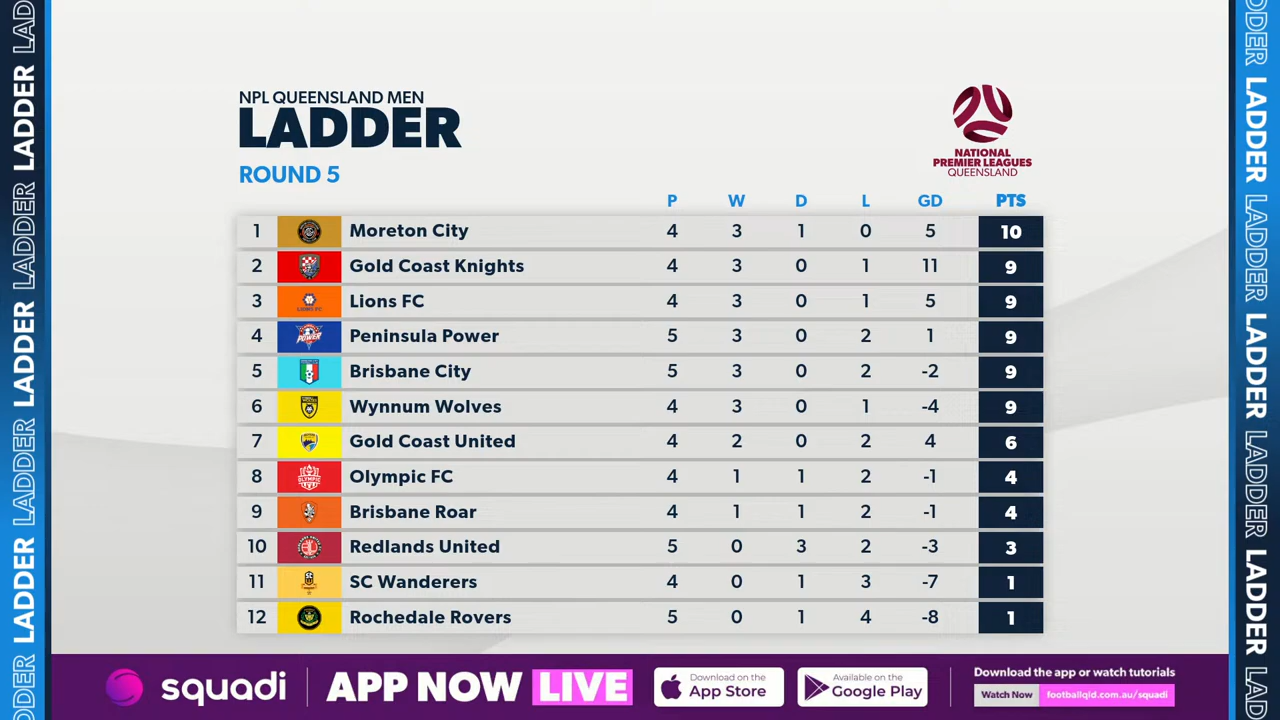 NPL QUEENSLAND MEN
LADDER
ROUND 5
NATIONAL
PREMIER LEAGUES
QUEENSLAND
P W D L GD PTS
1 Moreton City 4 3 1 0 5 10
2 Gold Coast Knights 4 3 0 1 11 9
3 LIONS FC Lions FC 4 3 0 1 5 9
4 POWER Peninsula Power 5 3 0 2 1 9
5 Brisbane City 5 3 0 2 -2 9
6 Wynnum Wolves 4 3 0 1 -4 9
7 Gold Coast United 4 2 0 2 4 6
8 OLYMPIC Olympic FC 4 1 1 2 -1 4
9 Brisbane Roar 4 1 1 2 -1 4
10 Redlands United 5 0 3 2 -3 3
11 SC Wanderers 4 0 1 3 -7 1
12 Rochedale Rovers 5 0 1 4 -8 1
LADDER LADDER LADDER LADDER LADDER LADDER
LADDER LADDER LADDER LADDER LADDER LADDER
squadi
APP NOW LIVE
Download on the
App Store
Available on the
Google Play
Download the app or watch tutorials
Watch Now footballqld.com.au/squadi